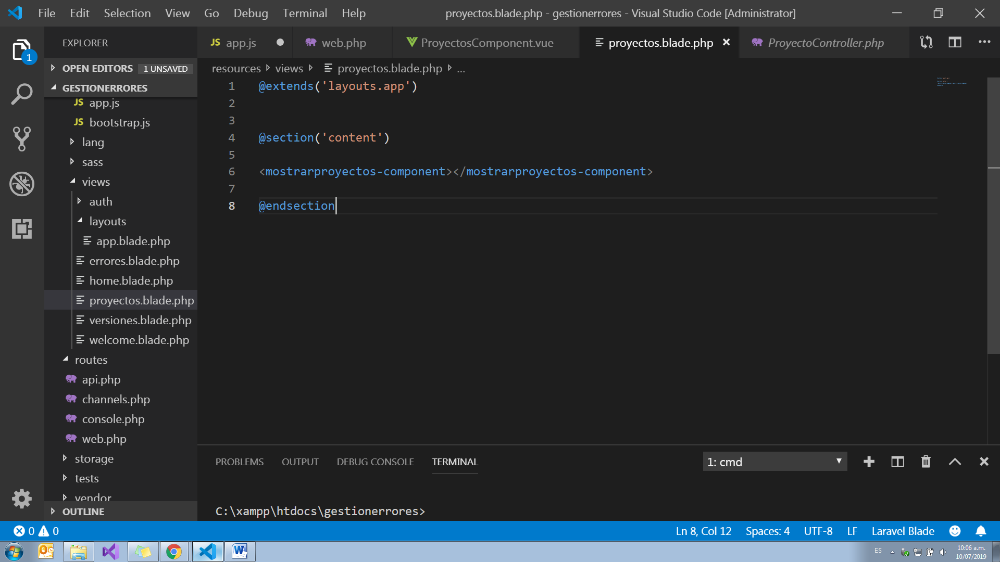 File Edit Selection View Go Debug Terminal Help proyectos.blade.php - gestionerrores - Visual Studio Code [Administrator]
EXPLORER
JS app.js web.php ProyectosComponent.vue proyectos.blade.php ProyectoController.php
1
OPEN EDITORS 1 UNSAVED
GESTIONERRORES
JS app.js
JS bootstrap.js
lang
sass
views
auth
layouts
app.blade.php
errores.blade.php
home.blade.php
proyectos.blade.php
versiones.blade.php
welcome.blade.php
routes
api.php
channels.php
console.php
web.php
storage
tests
vendor
OUTLINE
resources views proyectos.blade.php ...
1 @extends('layouts.app')
2
3
4 @section('content')
5
6 <mostrarproyectos-component></mostrarproyectos-component>
7
8 @endsection
PROBLEMS OUTPUT DEBUG CONSOLE TERMINAL 1: cmd
C:\xampp\htdocs\gestionerrores>
0 0 Ln 8, Col 12 Spaces: 4 UTF-8 LF Laravel Blade
ES 10:06 a.m.
10/07/2019